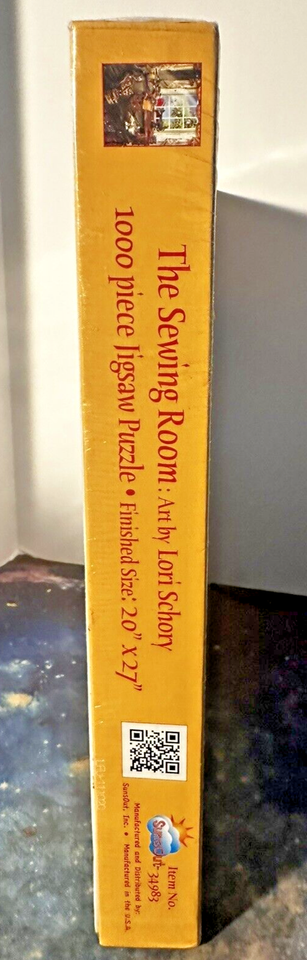 The Sewing Room : Art by Lori Schory
1000 piece Jigsaw Puzzle • Finished Size: 20" x 27"
SunsOut
Item No.
34983
Manufactured and Distributed by:
SunsOut, Inc. • Manufactured in the U.S.A.